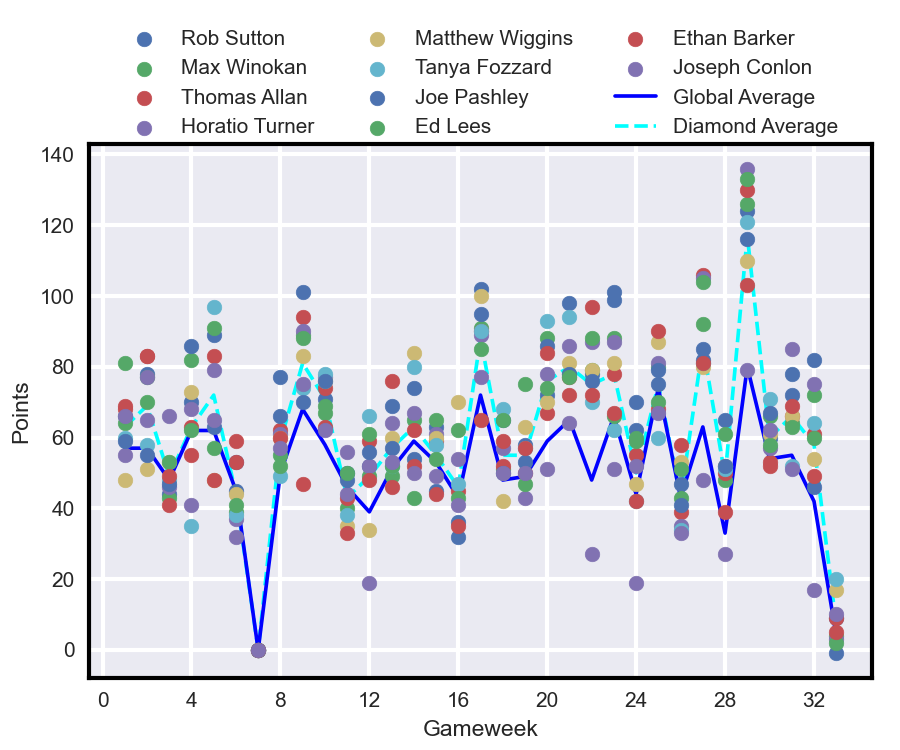 Rob Sutton
Max Winokan
Thomas Allan
Horatio Turner
Matthew Wiggins
Tanya Fozzard
Joe Pashley
Ed Lees
Ethan Barker
Joseph Conlon
Global Average
Diamond Average
Points
140
120
100
80
60
40
20
0
0 4 8 12 16 20 24 28 32
Gameweek